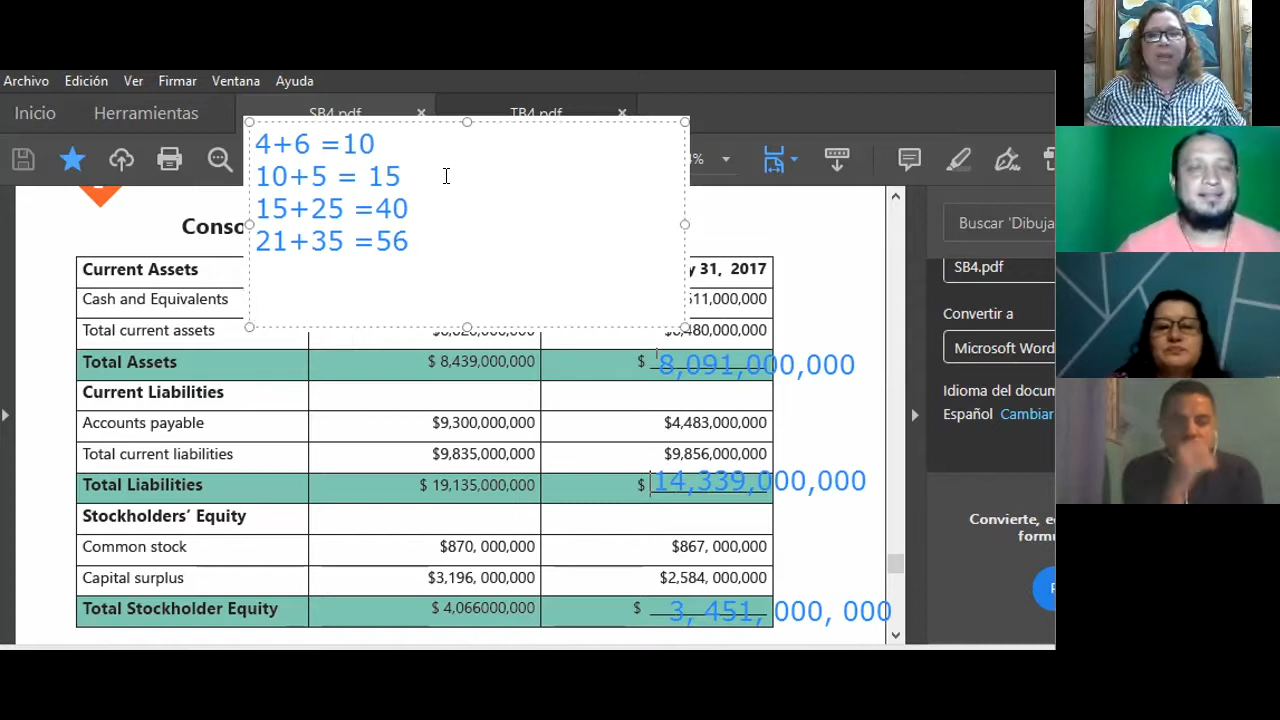 Archivo Edición Ver Firmar Ventana Ayuda
Inicio Herramientas SB4.pdf TB4.pdf
4+6 =10
10+5 = 15
15+25 =40
21+35 =56
Buscar 'Dibuja
SB4.pdf
Convertir a
Microsoft Word
Idioma del docum
Español Cambiar
Current Assets y 31, 2017
Cash and Equivalents 511,000,000
Total current assets
Total Assets $ 8,439,000,000 $ 8,091,000,000
Current Liabilities
Accounts payable $9,300,000,000 $4,483,000,000
Total current liabilities $9,835,000,000 $9,856,000,000
Total Liabilities $ 19,135,000,000 $ 14,339,000,000
Stockholders’ Equity
Common stock $870, 000,000 $867, 000,000
Capital surplus $3,196, 000,000 $2,584, 000,000
Total Stockholder Equity $ 4,066000,000 $ 3, 451, 000, 000